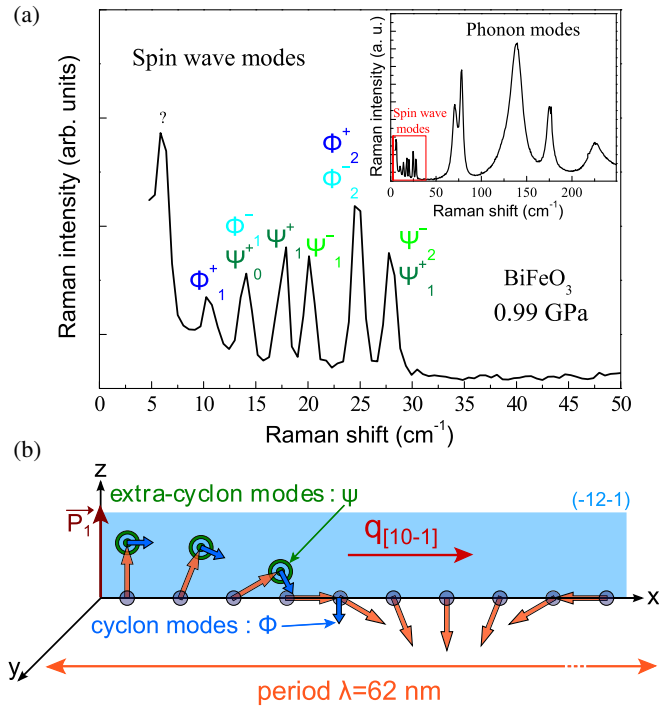 (a)
Spin wave modes
Phonon modes
Spin wave
modes
Raman intensity (a. u.)
0 50 100 150 200
Raman shift (cm⁻¹)
?
Φ⁺₂
Φ⁻₂
Φ⁻₁
Ψ⁺₁
Ψ⁻₁
Ψ⁻₂
Ψ⁺₀
Ψ⁺₁
Φ⁺₁
BiFeO₃
0.99 GPa
Raman intensity (arb. units)
0 5 10 15 20 25 30 35 40 45 50
Raman shift (cm⁻¹)
(b)
z
extra-cyclon modes : ψ
(-12-1)
P₁
q[10-1]
x
cyclon modes : Φ
y
period λ=62 nm